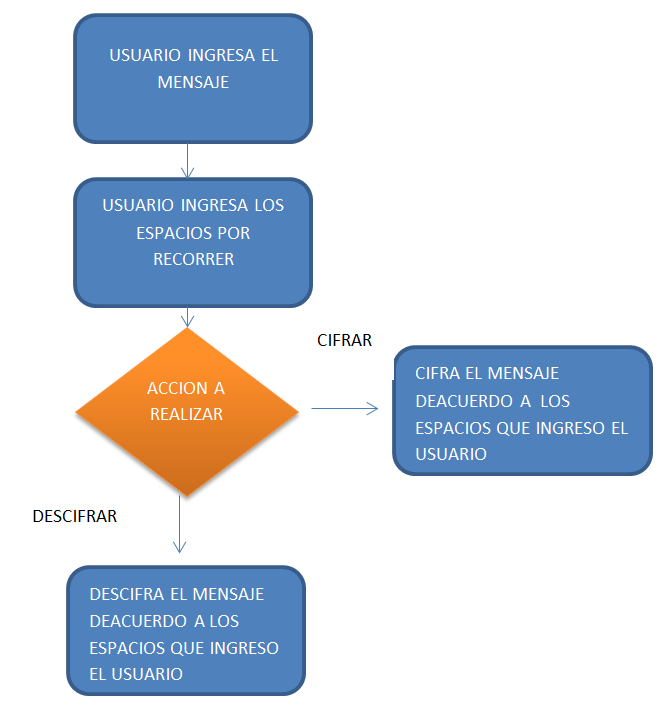 USUARIO INGRESA EL
MENSAJE
USUARIO INGRESA LOS
ESPACIOS POR
RECORRER
CIFRAR
ACCION A
REALIZAR
CIFRA EL MENSAJE
DEACUERDO A LOS
ESPACIOS QUE INGRESO EL
USUARIO
DESCIFRAR
DESCIFRA EL MENSAJE
DEACUERDO A LOS
ESPACIOS QUE INGRESO
EL USUARIO